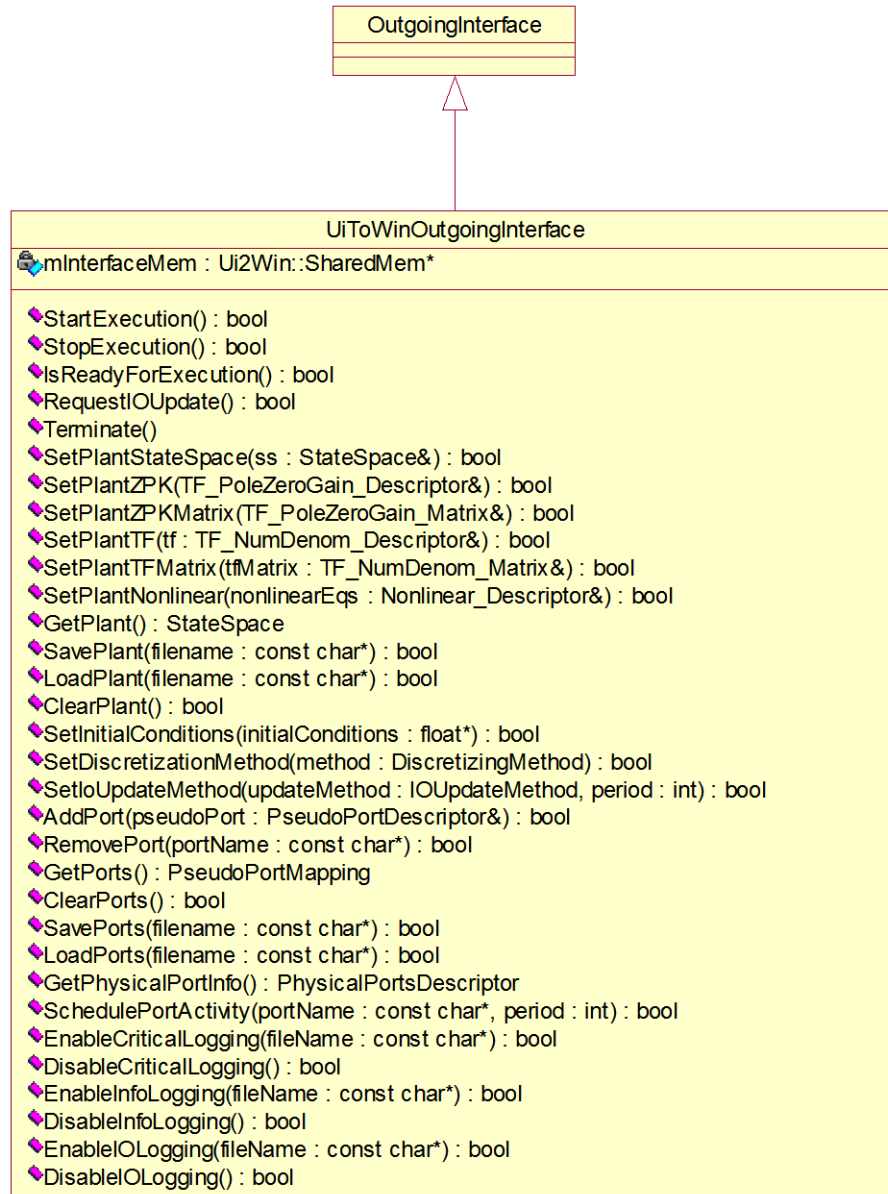 OutgoingInterface
UiToWinOutgoingInterface
mInterfaceMem : Ui2Win::SharedMem*
StartExecution() : bool
StopExecution() : bool
IsReadyForExecution() : bool
RequestIOUpdate() : bool
Terminate()
SetPlantStateSpace(ss : StateSpace&) : bool
SetPlantZPK(TF_PoleZeroGain_Descriptor&) : bool
SetPlantZPKMatrix(TF_PoleZeroGain_Matrix&) : bool
SetPlantTF(tf : TF_NumDenom_Descriptor&) : bool
SetPlantTFMatrix(tfMatrix : TF_NumDenom_Matrix&) : bool
SetPlantNonlinear(nonlinearEqs : Nonlinear_Descriptor&) : bool
GetPlant() : StateSpace
SavePlant(filename : const char*) : bool
LoadPlant(filename : const char*) : bool
ClearPlant() : bool
SetInitialConditions(initialConditions : float*) : bool
SetDiscretizationMethod(method : DiscretizingMethod) : bool
SetIoUpdateMethod(updateMethod : IOUpdateMethod, period : int) : bool
AddPort(pseudoPort : PseudoPortDescriptor&) : bool
RemovePort(portName : const char*) : bool
GetPorts() : PseudoPortMapping
ClearPorts() : bool
SavePorts(filename : const char*) : bool
LoadPorts(filename : const char*) : bool
GetPhysicalPortInfo() : PhysicalPortsDescriptor
SchedulePortActivity(portName : const char*, period : int) : bool
EnableCriticalLogging(fileName : const char*) : bool
DisableCriticalLogging() : bool
EnableInfoLogging(fileName : const char*) : bool
DisableInfoLogging() : bool
EnableIOLogging(fileName : const char*) : bool
DisableIOLogging() : bool